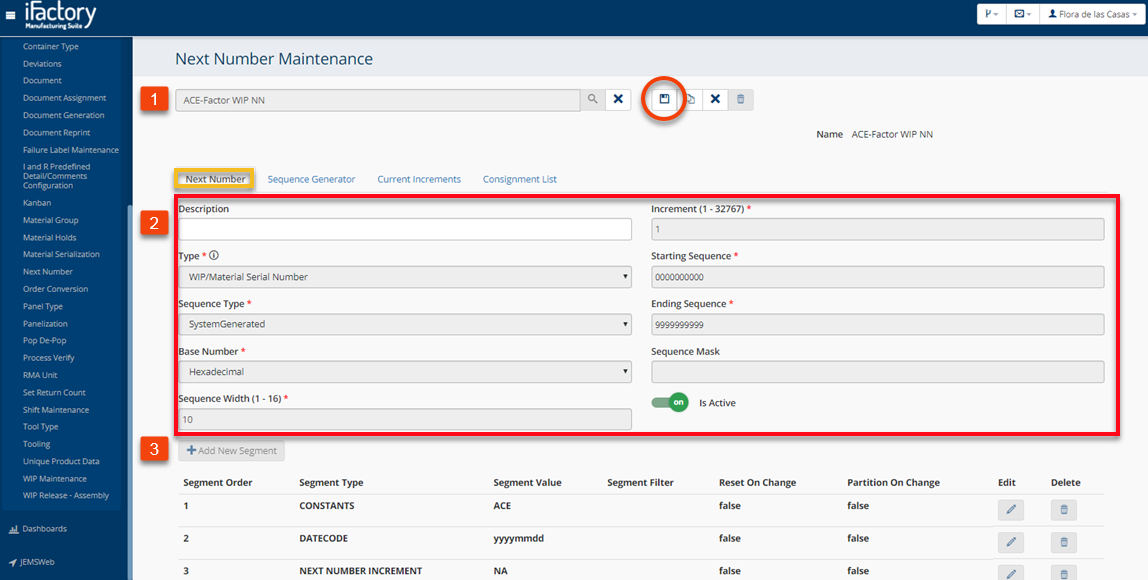 iFactory
Manufacturing Suite
Flora de las Casas
Container Type
Deviations
Document
Document Assignment
Document Generation
Document Reprint
Failure Label Maintenance
I and R Predefined
Detail/Comments
Configuration
Kanban
Material Group
Material Holds
Material Serialization
Next Number
Order Conversion
Panel Type
Panelization
Pop De-Pop
Process Verify
RMA Unit
Set Return Count
Shift Maintenance
Tool Type
Tooling
Unique Product Data
WIP Maintenance
WIP Release - Assembly
Dashboards
JEMSWeb
Next Number Maintenance
1
ACE-Factor WIP NN
Name ACE-Factor WIP NN
Next Number Sequence Generator Current Increments Consignment List
2
Description
Increment (1 - 32767) *
1
Type *
Starting Sequence *
WIP/Material Serial Number
0000000000
Sequence Type *
Ending Sequence *
SystemGenerated
9999999999
Base Number *
Sequence Mask
Hexadecimal
Sequence Width (1 - 16) *
on Is Active
10
3
Add New Segment
Segment Order Segment Type Segment Value Segment Filter Reset On Change Partition On Change Edit Delete
1 CONSTANTS ACE false false
2 DATECODE yyyymmdd false false
3 NEXT NUMBER INCREMENT NA false false